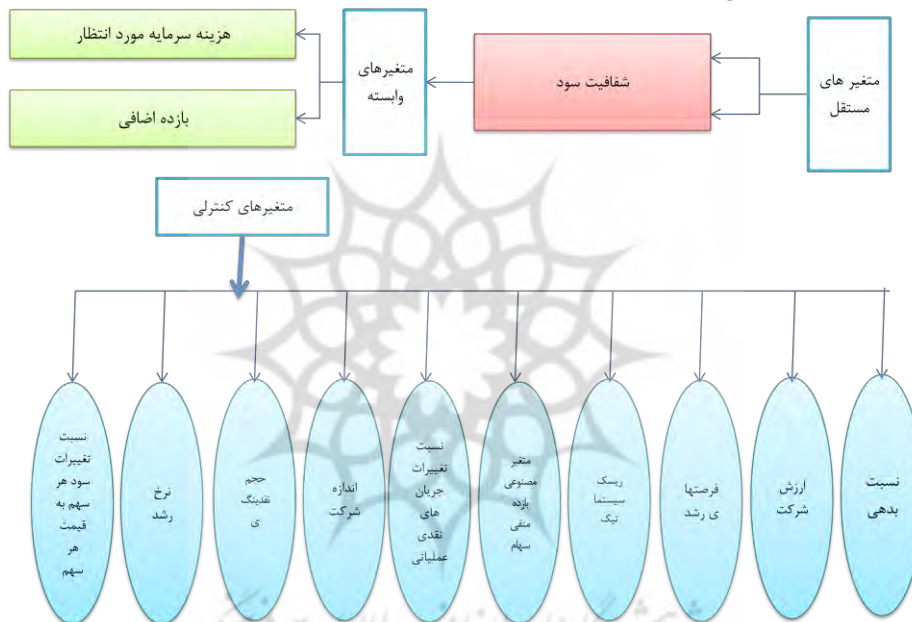 متغیر های
مستقل
شفافیت سود
متغیرهای
وابسته
هزینه سرمایه مورد انتظار
بازده اضافی
متغیرهای کنترلی
نسبت
بدهی
ارزش
شرکت
فرصتها
ی رشد
ریسک
سیستما
تیک
متغیر
مصنوعی
بازده
منفی
سهام
نسبت
تغییرات
جریان
های
نقدی
عملیاتی
اندازه
شرکت
حجم
نقدینگ
ی
نرخ
رشد
نسبت
تغییرات
سود هر
سهم به
قیمت
هر
سهم